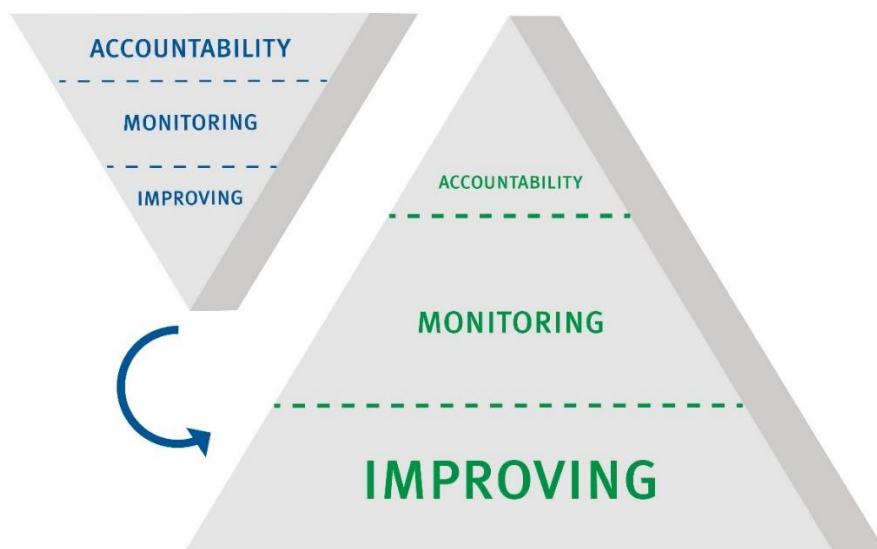 ACCOUNTABILITY
MONITORING
IMPROVING
ACCOUNTABILITY
MONITORING
IMPROVING